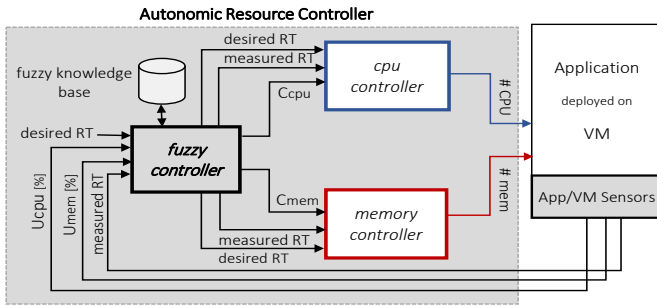 Autonomic Resource Controller
desired RT
measured RT
Ccpu
fuzzy knowledge
base
desired RT
fuzzy
controller
Ucpu [%]
Umem [%]
measured RT
cpu
controller
# CPU
Application
deployed on
VM
App/VM Sensors
Cmem
memory
controller
# mem
measured RT
desired RT